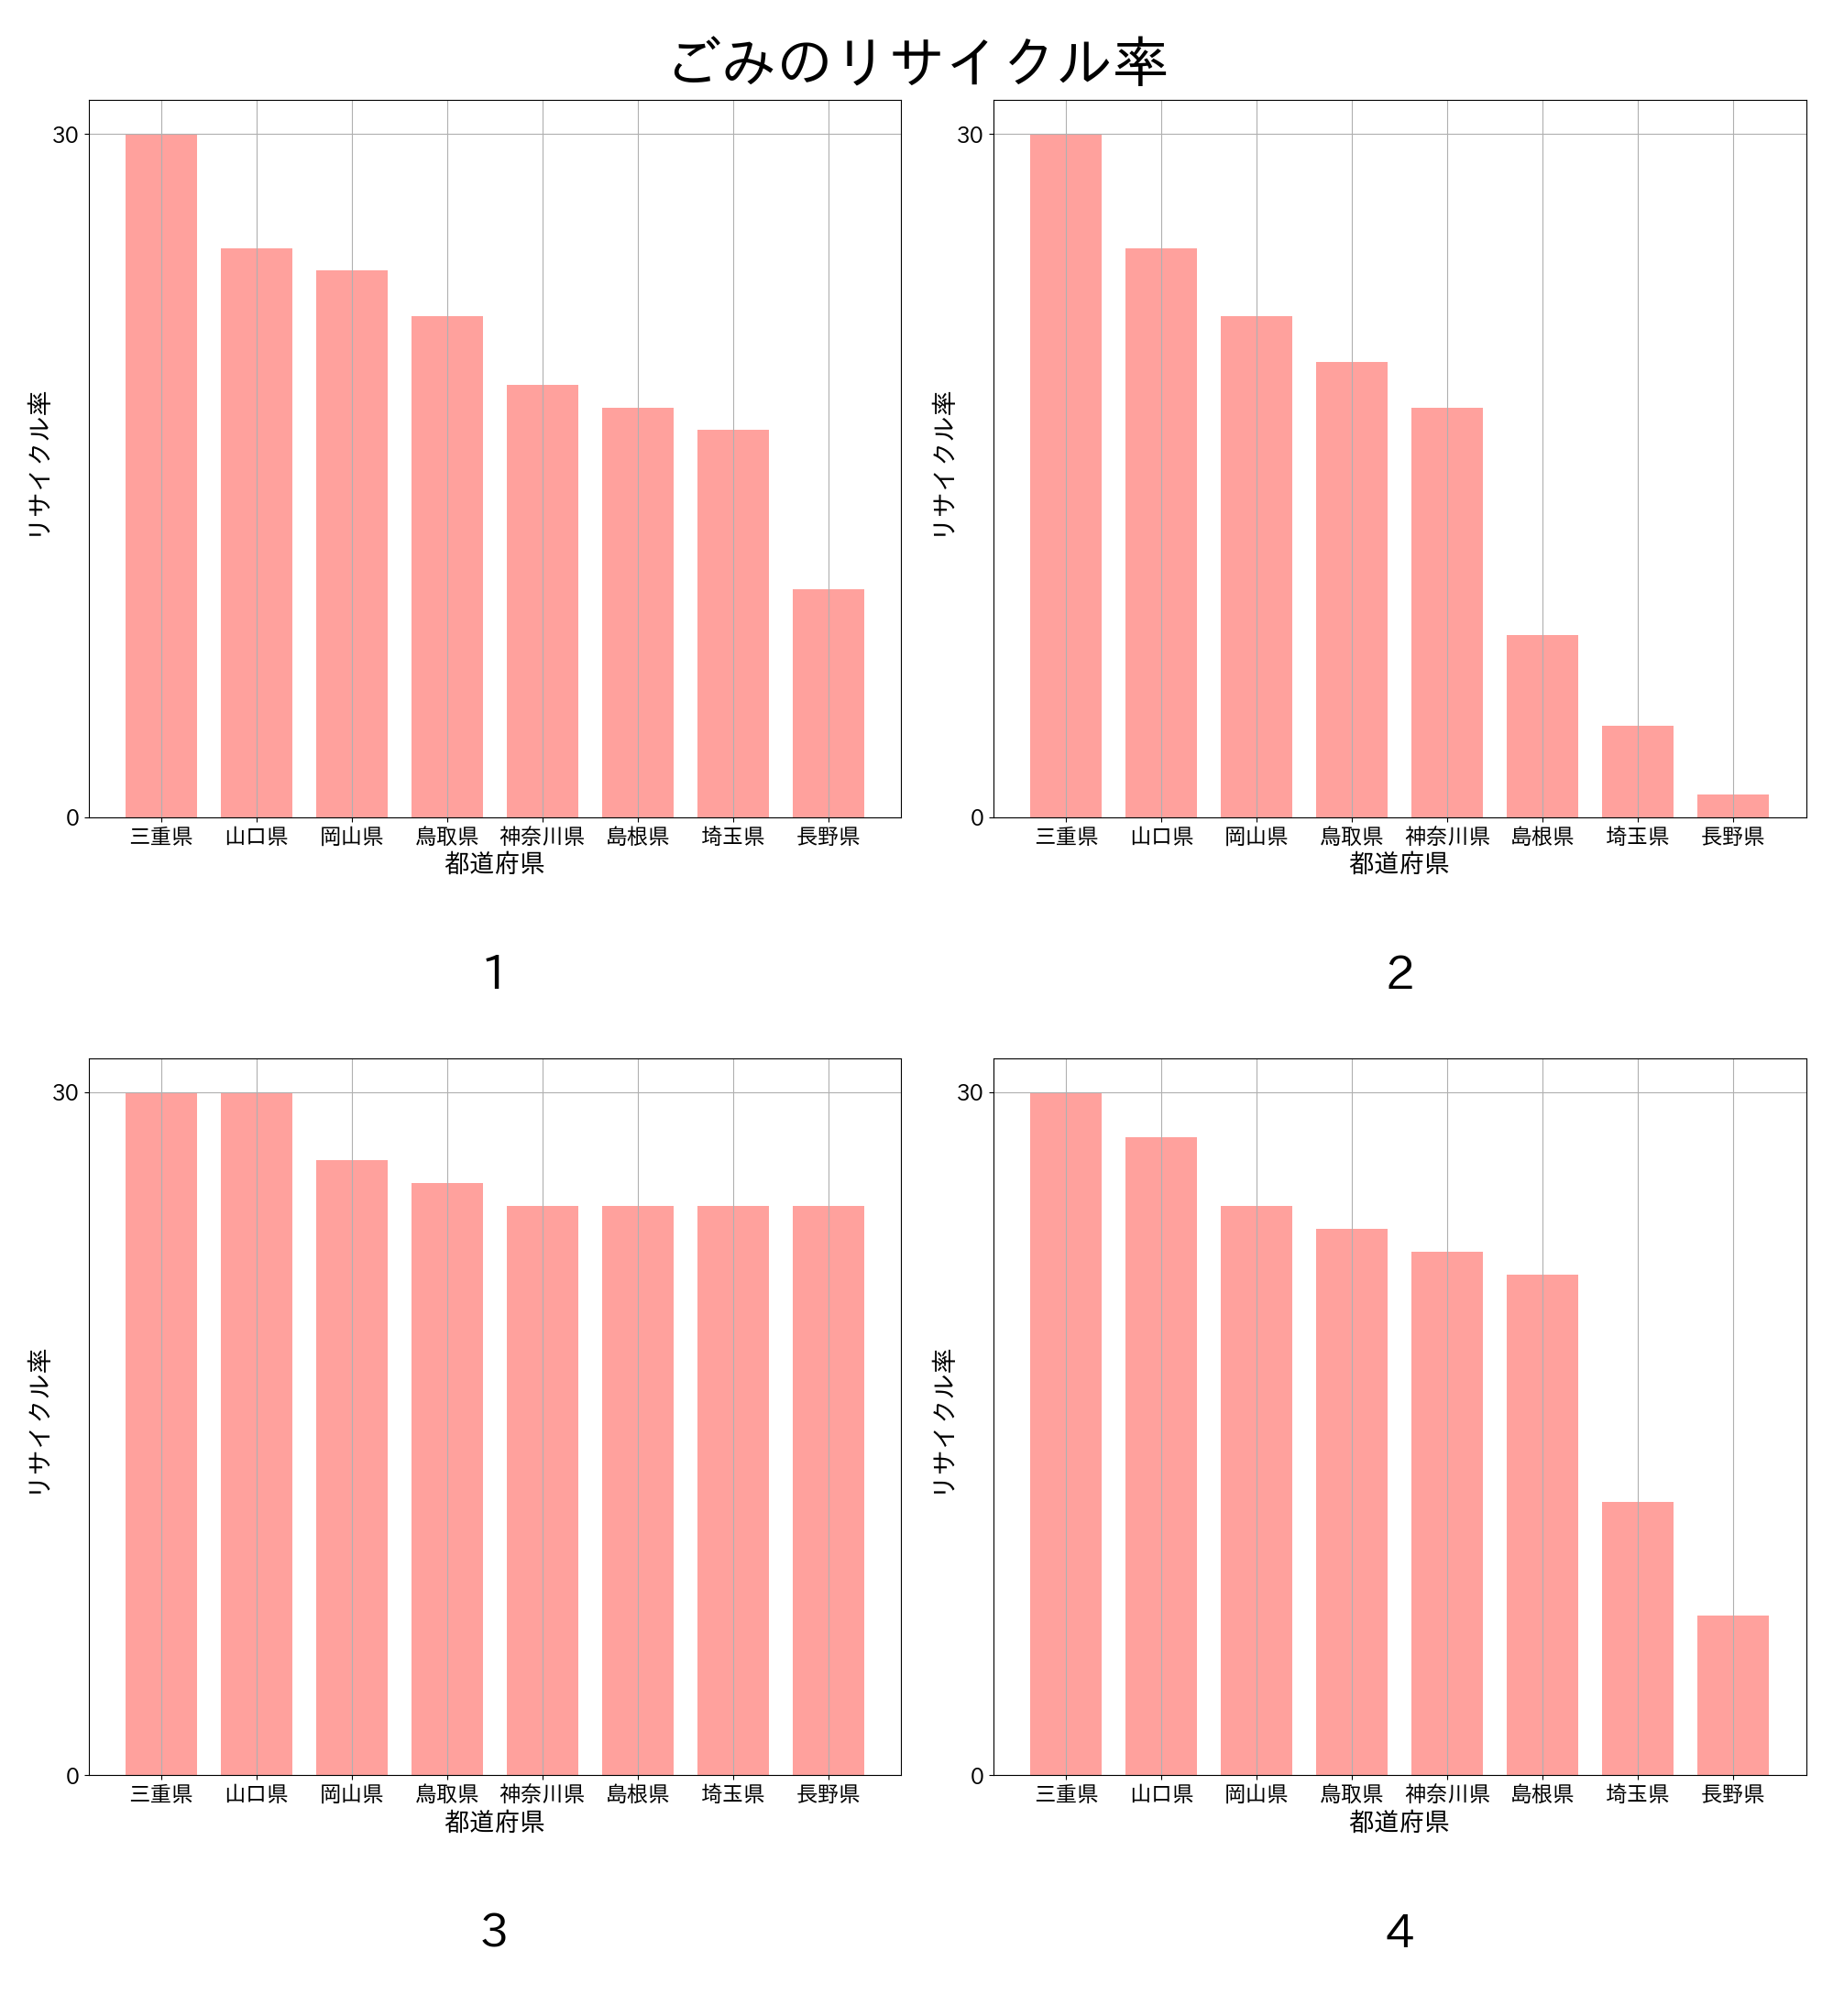 ごみのリサイクル率
30
0
リサイクル率
三重県 山口県 岡山県 鳥取県 神奈川県 島根県 埼玉県 長野県
都道府県
1
30
0
リサイクル率
三重県 山口県 岡山県 鳥取県 神奈川県 島根県 埼玉県 長野県
都道府県
2
30
0
リサイクル率
三重県 山口県 岡山県 鳥取県 神奈川県 島根県 埼玉県 長野県
都道府県
3
30
0
リサイクル率
三重県 山口県 岡山県 鳥取県 神奈川県 島根県 埼玉県 長野県
都道府県
4